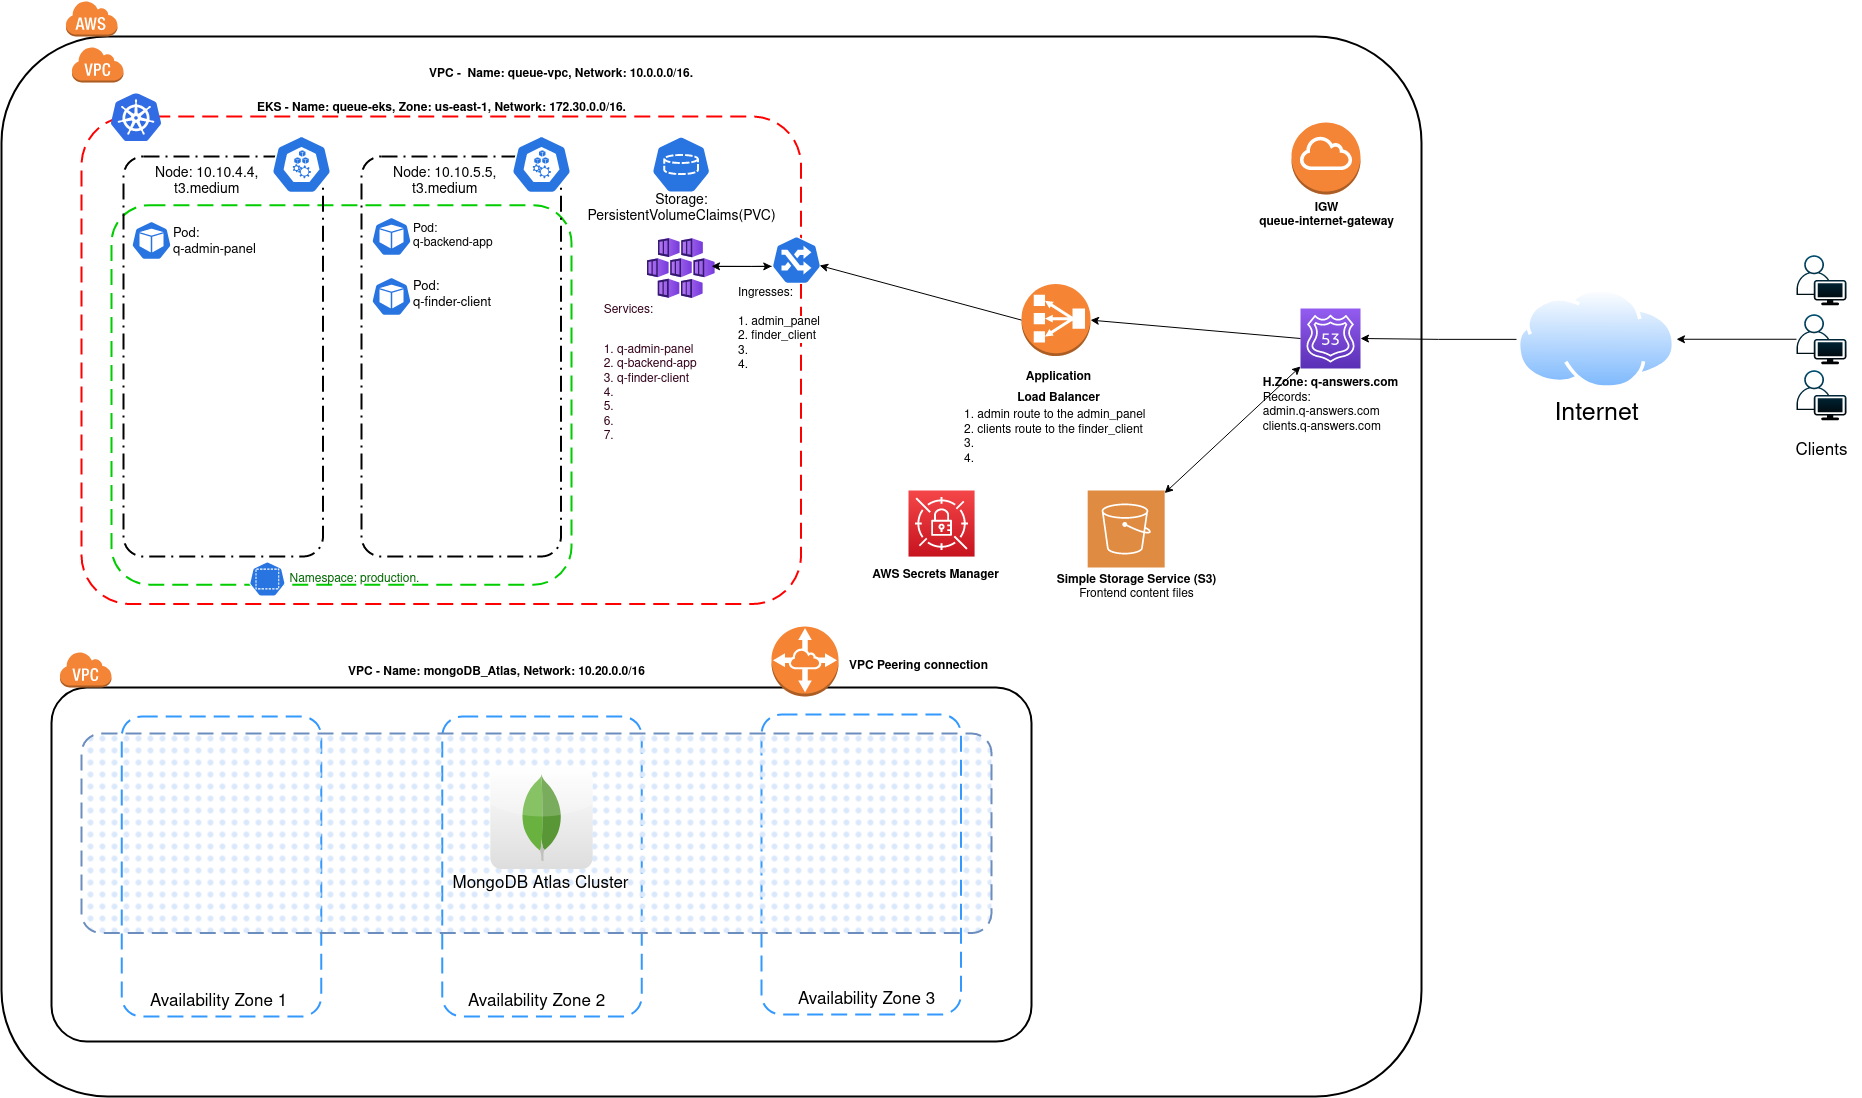 AWS
VPC
VPC -  Name: queue-vpc, Network: 10.0.0.0/16.
EKS - Name: queue-eks, Zone: us-east-1, Network: 172.30.0.0/16.
Node: 10.10.4.4,
t3.medium
Node: 10.10.5.5,
t3.medium
Storage:
PersistentVolumeClaims(PVC)
Pod:
q-admin-panel
Pod:
q-backend-app
Pod:
q-finder-client
Services:
1. q-admin-panel
2. q-backend-app
3. q-finder-client
4.
5.
6.
7.
Ingresses:
1. admin_panel
2. finder_client
3.
4.
Namespace: production.
IGW
queue-internet-gateway
Application
Load Balancer
1. admin route to the admin_panel
2. clients route to the finder_client
3.
4.
53
H.Zone: q-answers.com
Records:
admin.q-answers.com
clients.q-answers.com
Internet
Clients
AWS Secrets Manager
Simple Storage Service (S3)
Frontend content files
VPC
VPC - Name: mongoDB_Atlas, Network: 10.20.0.0/16
VPC Peering connection
MongoDB Atlas Cluster
Availability Zone 1
Availability Zone 2
Availability Zone 3